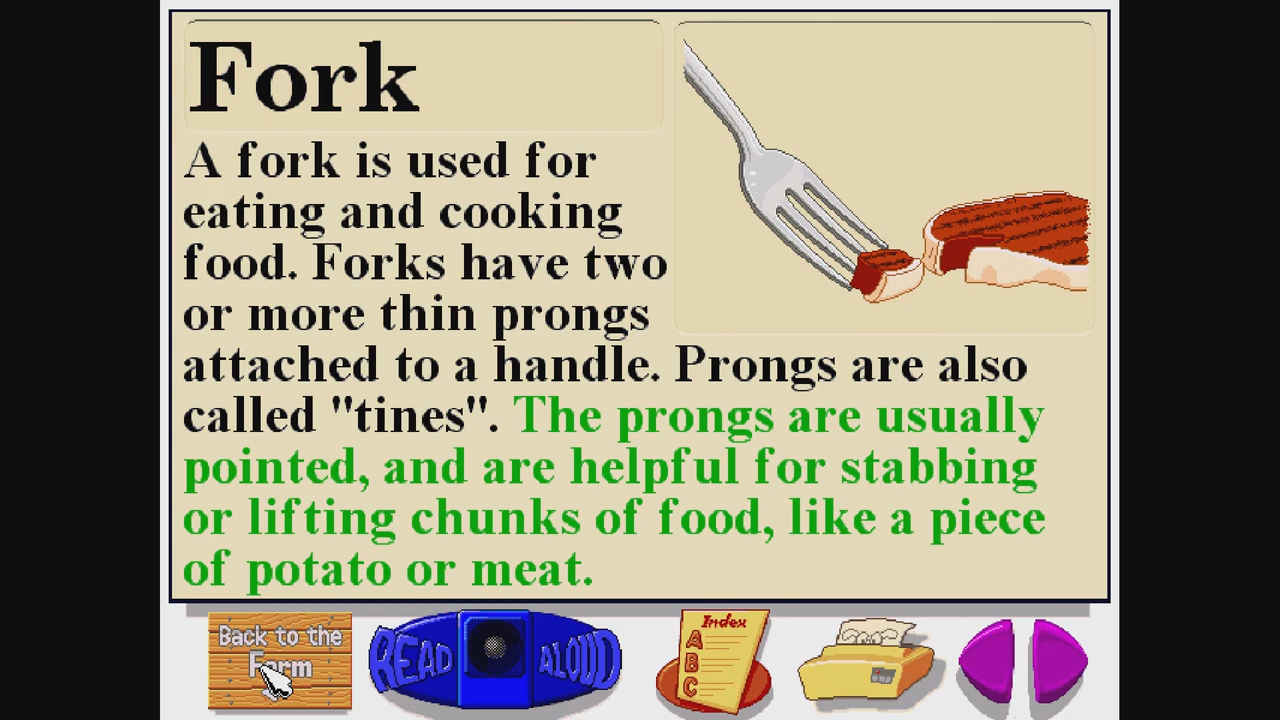 Fork
A fork is used for
eating and cooking
food. Forks have two
or more thin prongs
attached to a handle. Prongs are also
called "tines". The prongs are usually
pointed, and are helpful for stabbing
or lifting chunks of food, like a piece
of potato or meat.
Back to the
Farm
READ ALOUD
Index
A
B
C